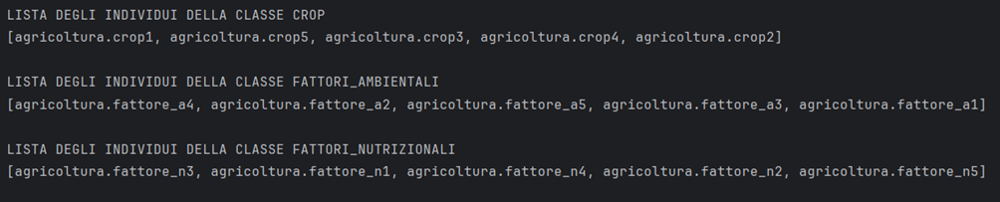 LISTA DEGLI INDIVIDUI DELLA CLASSE CROP
[agricoltura.crop1, agricoltura.crop5, agricoltura.crop3, agricoltura.crop4, agricoltura.crop2]
LISTA DEGLI INDIVIDUI DELLA CLASSE FATTORI_AMBIENTALI
[agricoltura.fattore_a4, agricoltura.fattore_a2, agricoltura.fattore_a5, agricoltura.fattore_a3, agricoltura.fattore_a1]
LISTA DEGLI INDIVIDUI DELLA CLASSE FATTORI_NUTRIZIONALI
[agricoltura.fattore_n3, agricoltura.fattore_n1, agricoltura.fattore_n4, agricoltura.fattore_n2, agricoltura.fattore_n5]